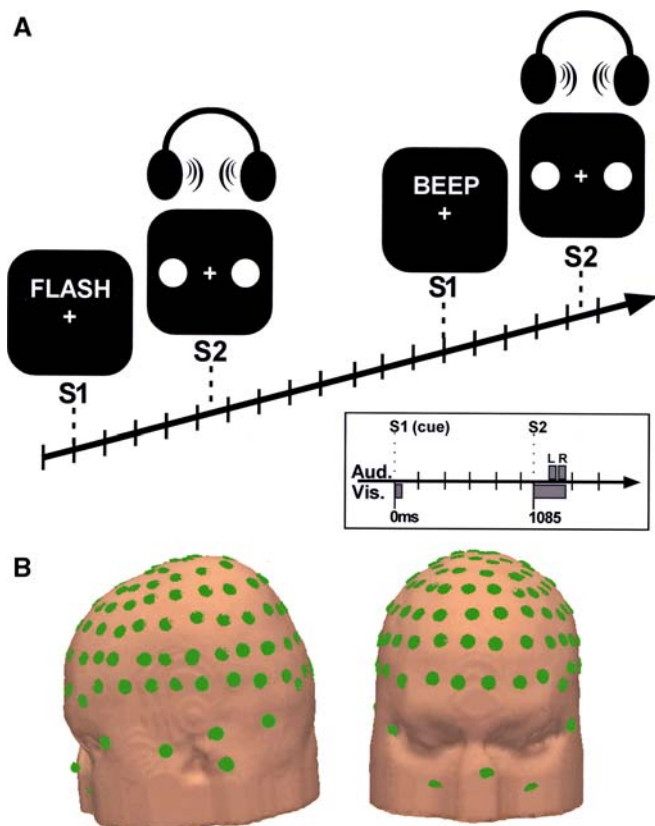 A
FLASH
+
S1
+
S2
BEEP
+
S1
+
S2
S1 (cue) S2
L R
Aud.
Vis.
0ms 1085
B